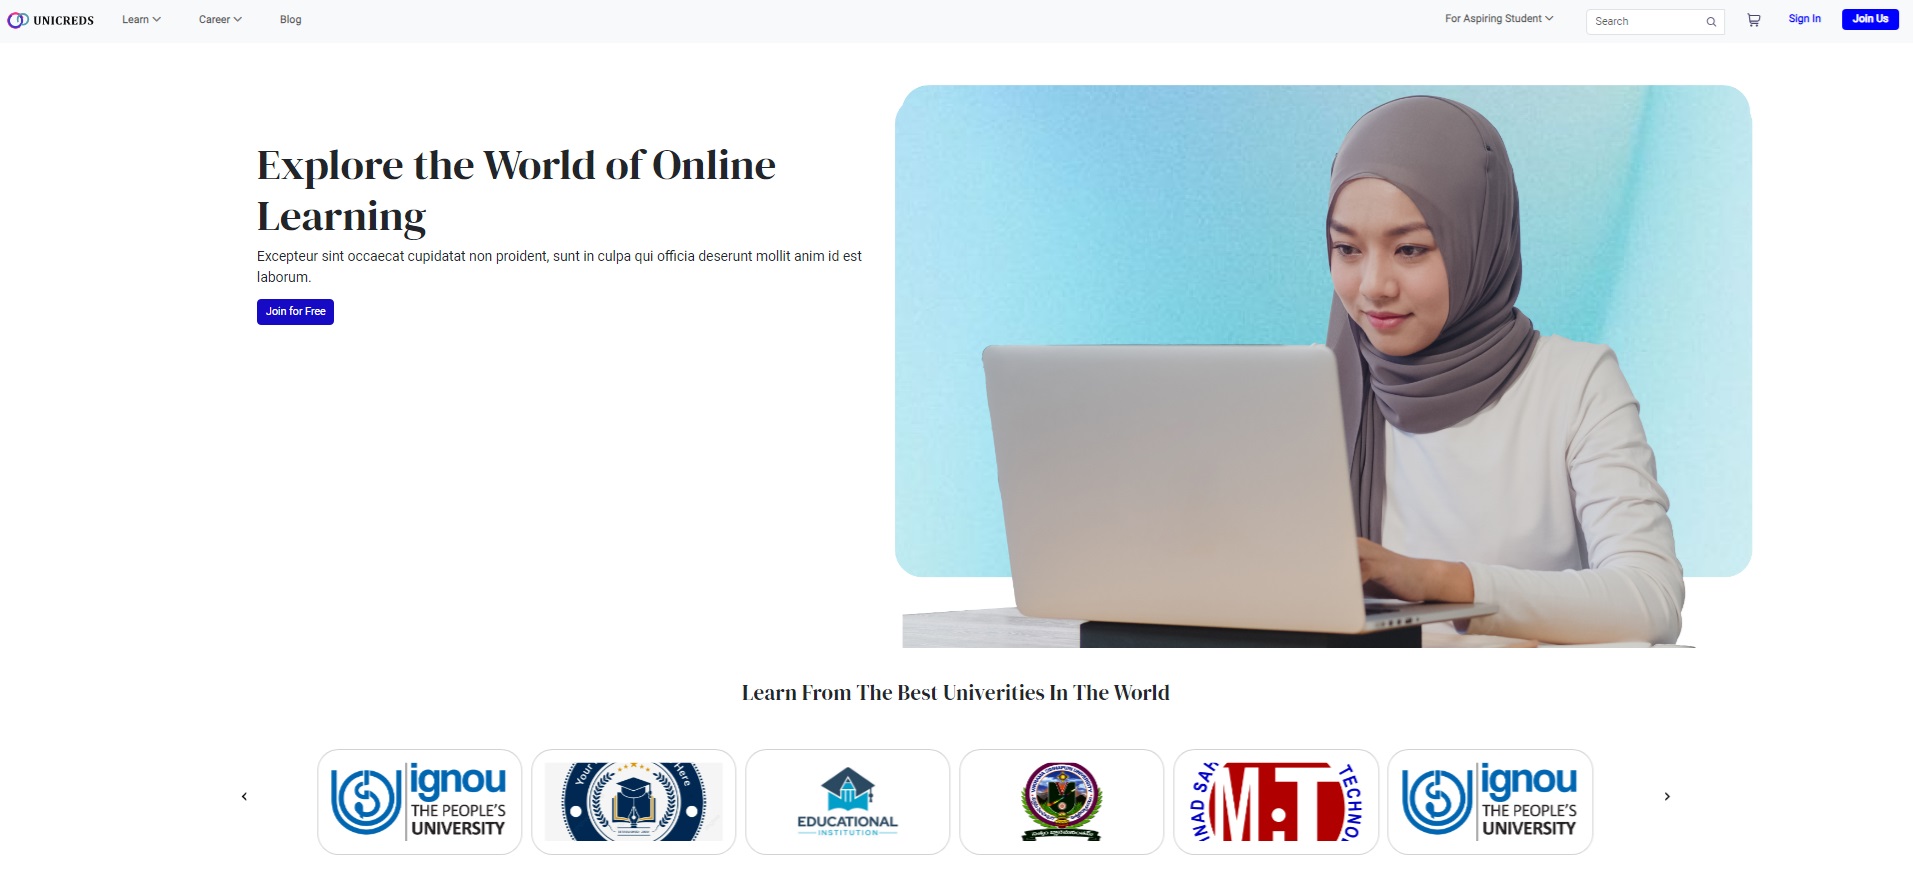 UNICREDS
Learn
Career
Blog
For Aspiring Student
Search
Sign In
Join Us
Explore the World of Online
Learning
Excepteur sint occaecat cupidatat non proident, sunt in culpa qui officia deserunt mollit anim id est
laborum.
Join for Free
Learn From The Best Univerities In The World
ignou
THE PEOPLE'S
UNIVERSITY
Your
Here
EDUCATIONAL
INSTITUTION
M.T
NAD SAH
TECHNO
ignou
THE PEOPLE'S
UNIVERSITY